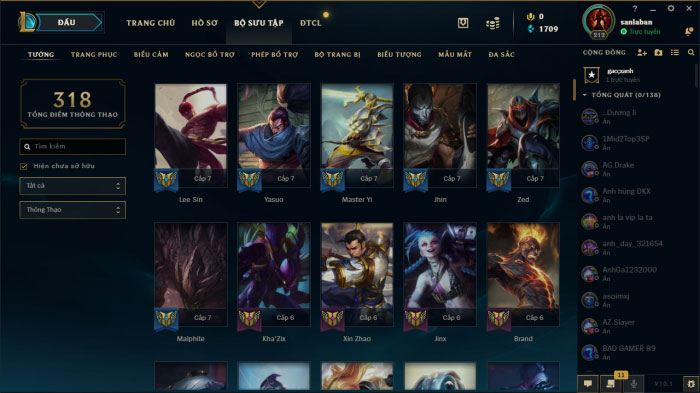 ĐẤU
TRANG CHỦ
HỒ SƠ
BỘ SƯU TẬP
ĐTCL
0
1709
212
sanlaban
Trực tuyến
TƯỚNG
TRANG PHỤC
BIỂU CẢM
NGỌC BỔ TRỢ
PHÉP BỔ TRỢ
BỘ TRANG BỊ
BIỂU TƯỢNG
MẪU MẮT
ĐA SẮC
318
TỔNG ĐIỂM THÔNG THẠO
Tìm kiếm
Hiện chưa sở hữu
Tất cả
Thông Thạo
Cấp 7
Cấp 7
Cấp 7
Cấp 7
Cấp 7
Lee Sin
Yasuo
Master Yi
Jhin
Zed
Cấp 7
Cấp 6
Cấp 6
Cấp 6
Cấp 6
Malphite
Kha'Zix
Xin Zhao
Jinx
Brand
CỘNG ĐỒNG
1 trực tuyến
TỔNG QUÁT (0/138)
..Dương lì
Ẩn
1Mid2Top3SP
Ẩn
AG Drake
Ẩn
Anh hùng DKX
Ẩn
anh la vip la ta
Ẩn
anh_day_321654
Ẩn
AnhGa1232000
Ẩn
asoimxj
Ẩn
AZ_Slayer
Ẩn
BAD GAMER 89
Ẩn
11
V10.1